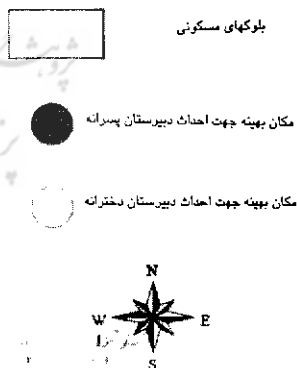 بلوکهای مسکونی
مکان بهینه جهت احداث دبیرستان پسرانه
مکان بهینه جهت احداث دبیرستان دخترانه
N
W E
S